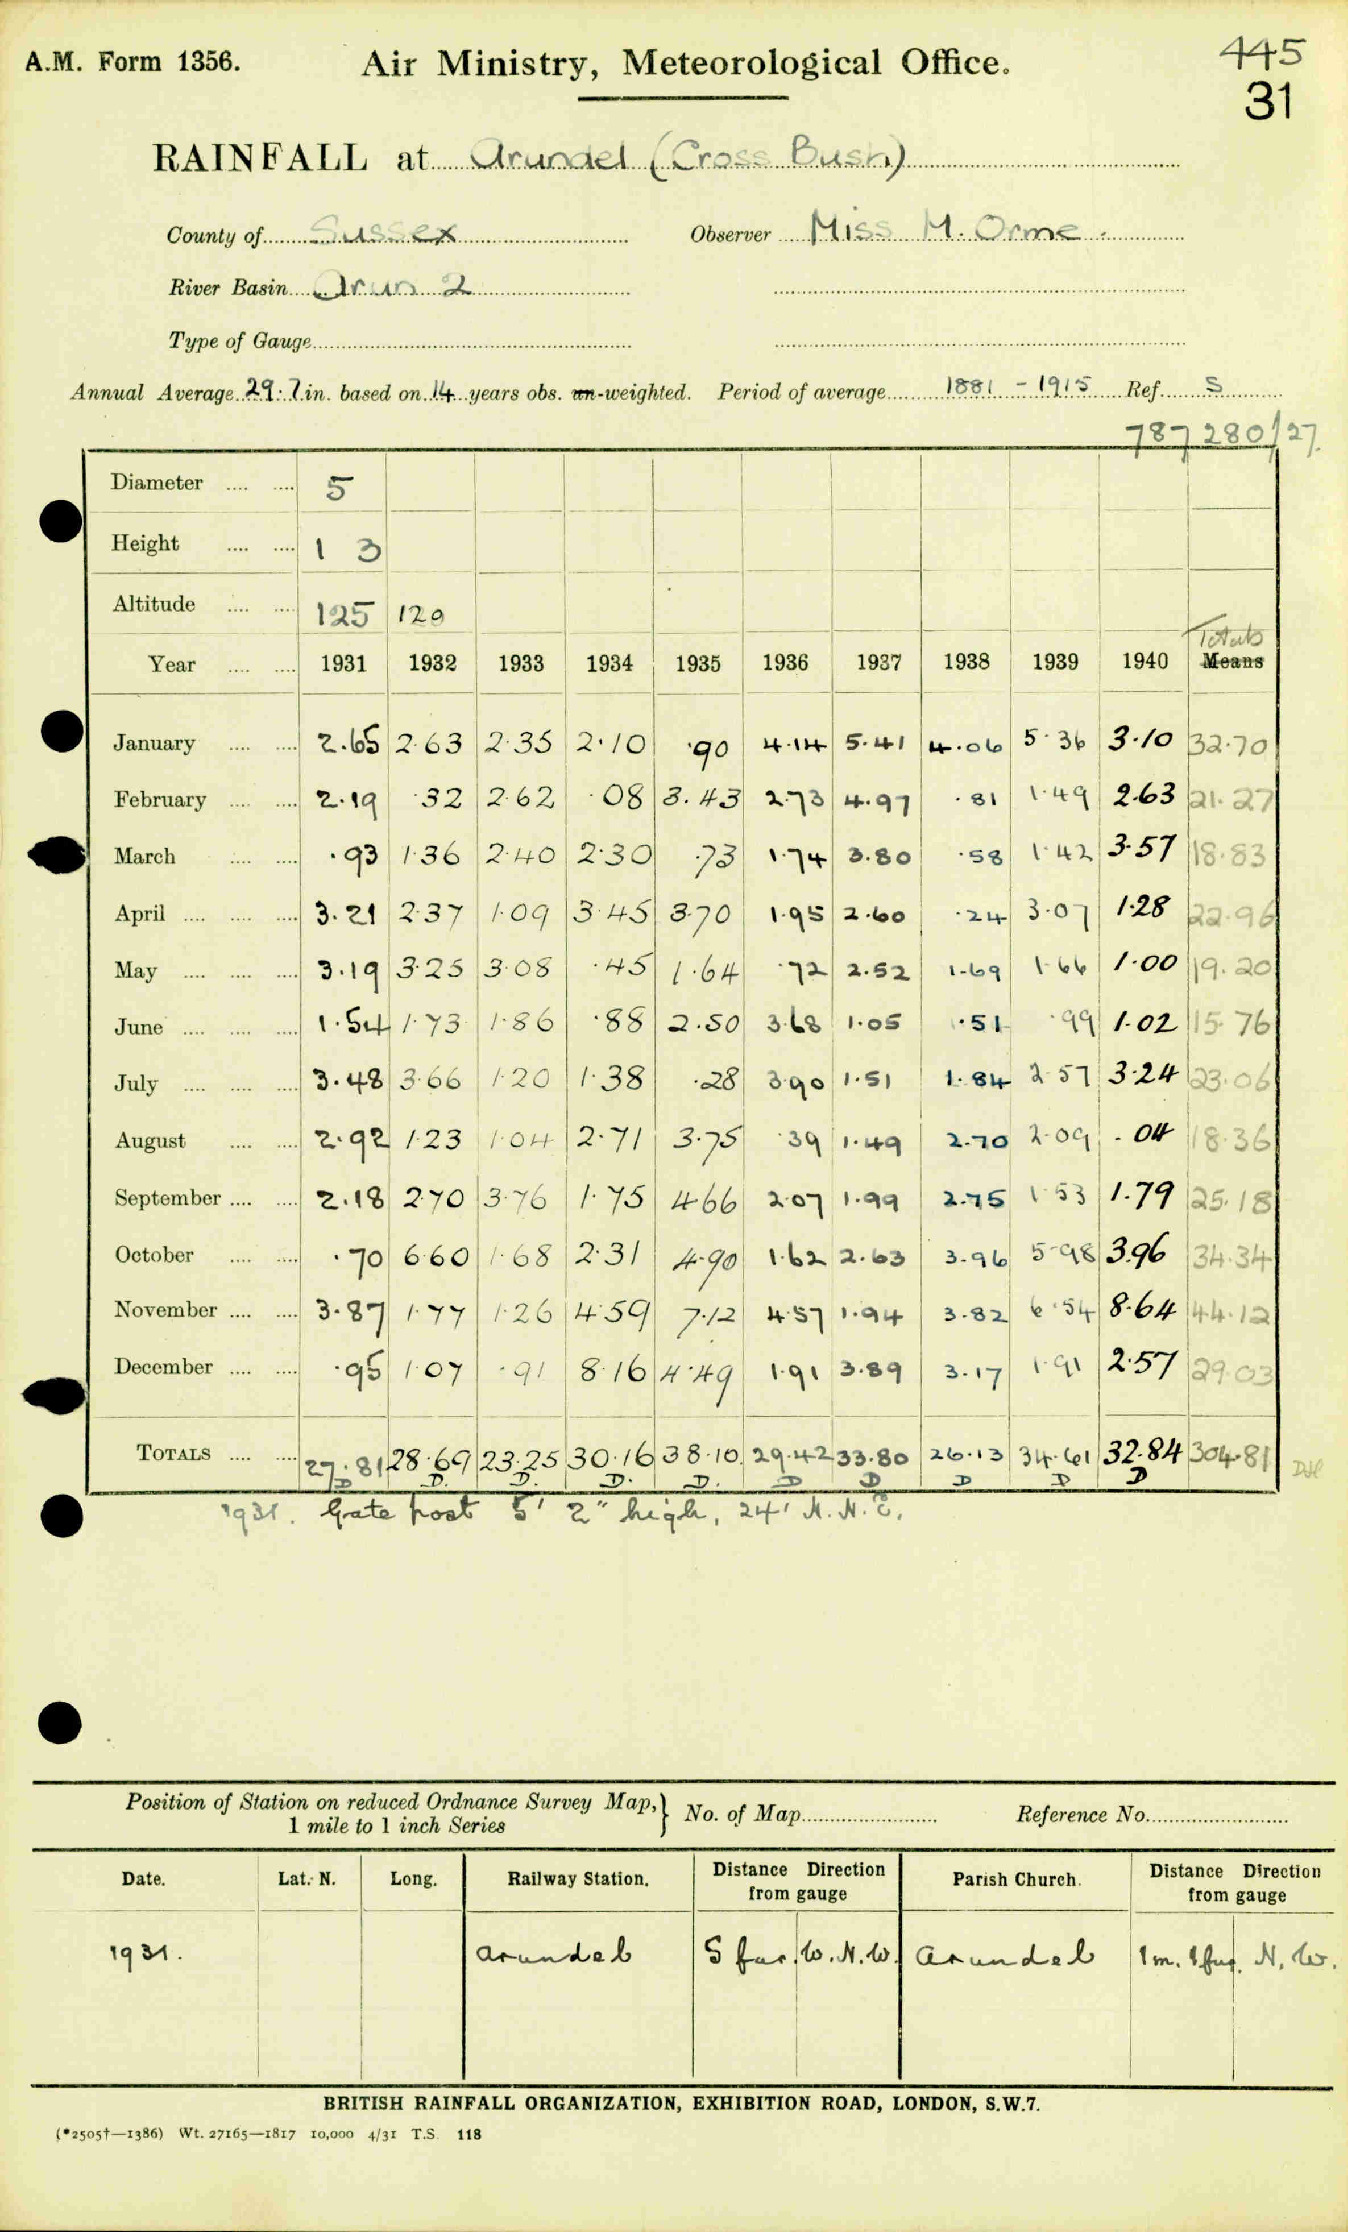 A.M. Form 1356. Air Ministry, Meteorological Office. 445
31
RAINFALL at Arundel (Cross Bush)
County of Sussex Observer Miss M. Orme.
River Basin Arun 2
Type of Gauge
Annual Average 29.7 in. based on 14 years obs. un-weighted. Period of average 1881 - 1915 Ref. S
787 280/27.
Diameter 5
Height 1 3
Altitude 125 120
Totals
Year 1931 1932 1933 1934 1935 1936 1937 1938 1939 1940 Means
January 2.65 2.63 2.35 2.10 .90 4.14 5.41 4.06 5.36 3.10 32.70
February 2.19 .32 2.62 .08 3.43 2.73 4.97 .81 1.49 2.63 21.27
March .93 1.36 2.40 2.30 .73 1.74 3.80 .58 1.42 3.57 18.83
April 3.21 2.37 1.09 3.45 3.70 1.95 2.60 .24 3.07 1.28 22.96
May 3.19 3.25 3.08 .45 1.64 .72 2.52 1.69 1.66 1.00 19.20
June 1.54 1.73 1.86 .88 2.50 3.68 1.05 .51 .99 1.02 15.76
July 3.48 3.66 1.20 1.38 .28 3.90 1.51 1.84 2.57 3.24 23.06
August 2.92 1.23 1.04 2.71 3.75 .39 1.49 2.70 2.09 .04 18.36
September 2.18 2.70 3.76 1.75 4.66 2.07 1.99 2.75 1.53 1.79 25.18
October .70 6.60 1.68 2.31 4.90 1.62 2.63 3.96 5.98 3.96 34.34
November 3.87 1.77 1.26 4.59 7.12 4.57 1.94 3.82 6.54 8.64 44.12
December .95 1.07 .91 8.16 4.49 1.91 3.89 3.17 1.91 2.57 29.03
TOTALS 27.81 28.69 23.25 30.16 38.10 29.42 33.80 26.13 34.61 32.84 304.81
D D. D. D. D. D D D D D
1931. Gate post 5' 2" high, 24' N.N.E.
Position of Station on reduced Ordnance Survey Map, } No. of Map Reference No.
1 mile to 1 inch Series
Date. Lat. N. Long. Railway Station. Distance Direction from gauge Parish Church. Distance Direction from gauge
1931. Arundel 5 fur. W.N.W. Arundel 1 m. 1 fur. N.W.
BRITISH RAINFALL ORGANIZATION, EXHIBITION ROAD, LONDON, S.W.7.
(*2505†—1386) Wt. 27165—1817 10,000 4/31 T.S. 118